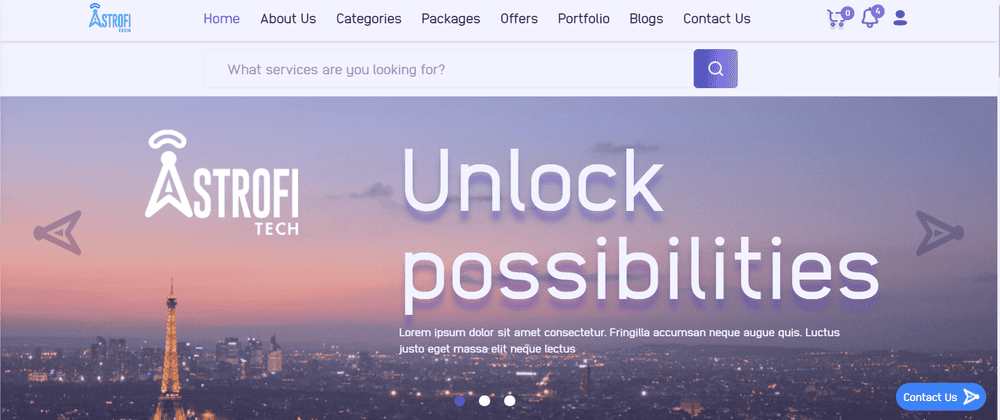 ASTROFI
TECH
Home About Us Categories Packages Offers Portfolio Blogs Contact Us
0
4
What services are you looking for?
ASTROFI
TECH
Unlock
possibilities
Lorem ipsum dolor sit amet consectetur. Fringilla accumsan neque augue quis. Luctus
justo eget massa elit neque lectus
Contact Us